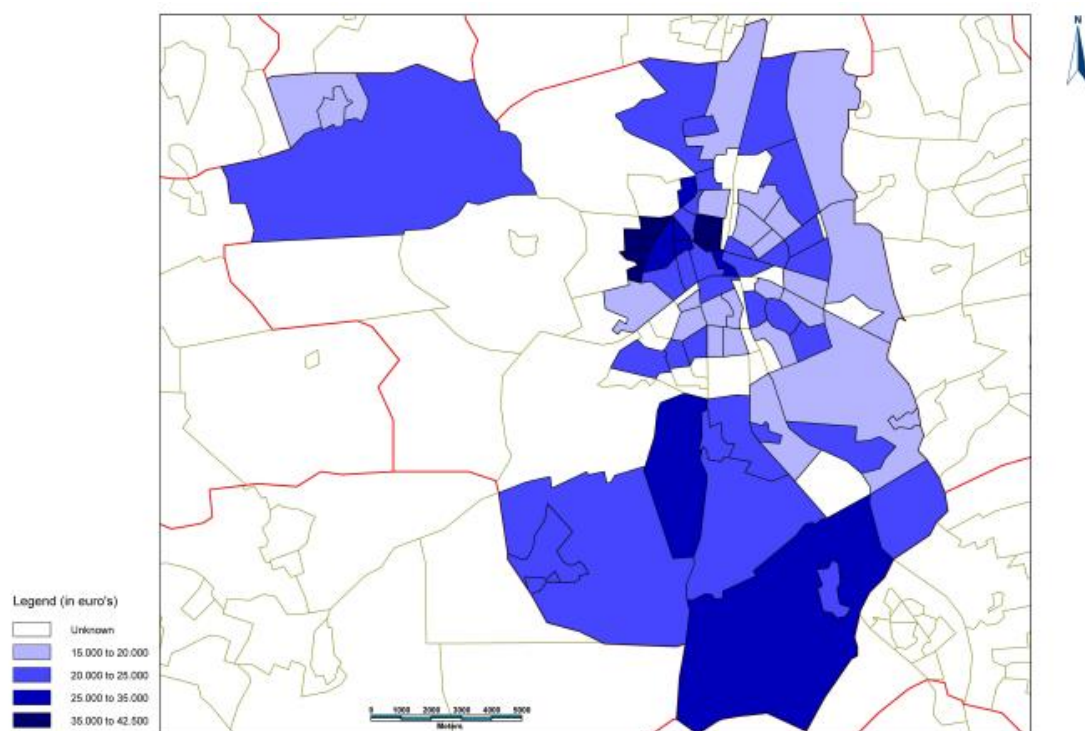 N
Legend (in euro's)
Unknown
15.000 to 20.000
20.000 to 25.000
25.000 to 35.000
35.000 to 42.500
0 1000 2000 3000 4000 5000
Meters